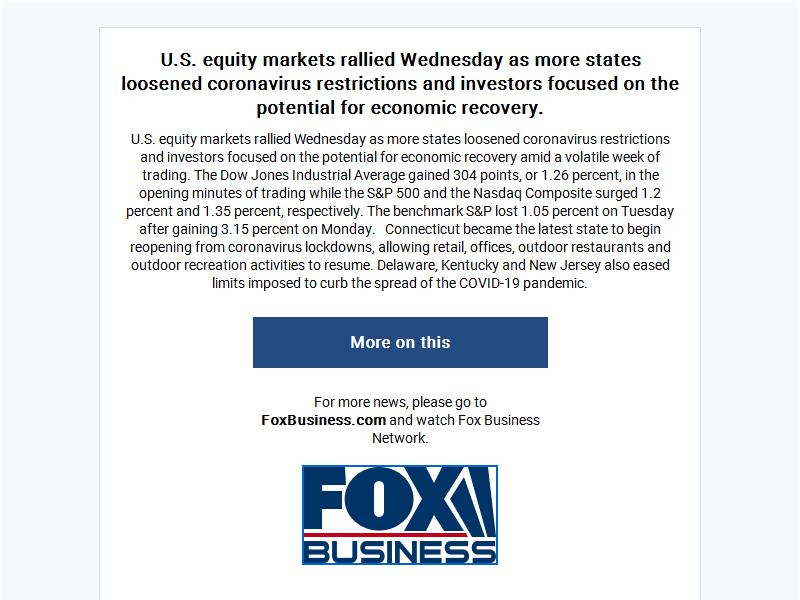 U.S. equity markets rallied Wednesday as more states
loosened coronavirus restrictions and investors focused on the
potential for economic recovery.
U.S. equity markets rallied Wednesday as more states loosened coronavirus restrictions
and investors focused on the potential for economic recovery amid a volatile week of
trading. The Dow Jones Industrial Average gained 304 points, or 1.26 percent, in the
opening minutes of trading while the S&P 500 and the Nasdaq Composite surged 1.2
percent and 1.35 percent, respectively. The benchmark S&P lost 1.05 percent on Tuesday
after gaining 3.15 percent on Monday.   Connecticut became the latest state to begin
reopening from coronavirus lockdowns, allowing retail, offices, outdoor restaurants and
outdoor recreation activities to resume. Delaware, Kentucky and New Jersey also eased
limits imposed to curb the spread of the COVID-19 pandemic.
More on this
For more news, please go to
FoxBusiness.com and watch Fox Business
Network.
FOX
BUSINESS